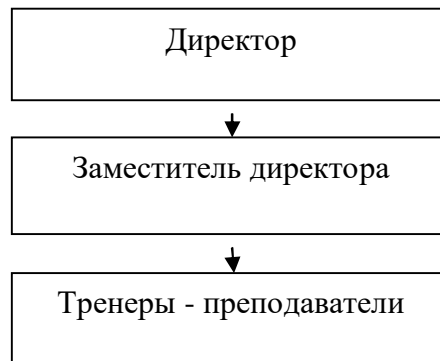 Директор
Заместитель директора
Тренеры - преподаватели